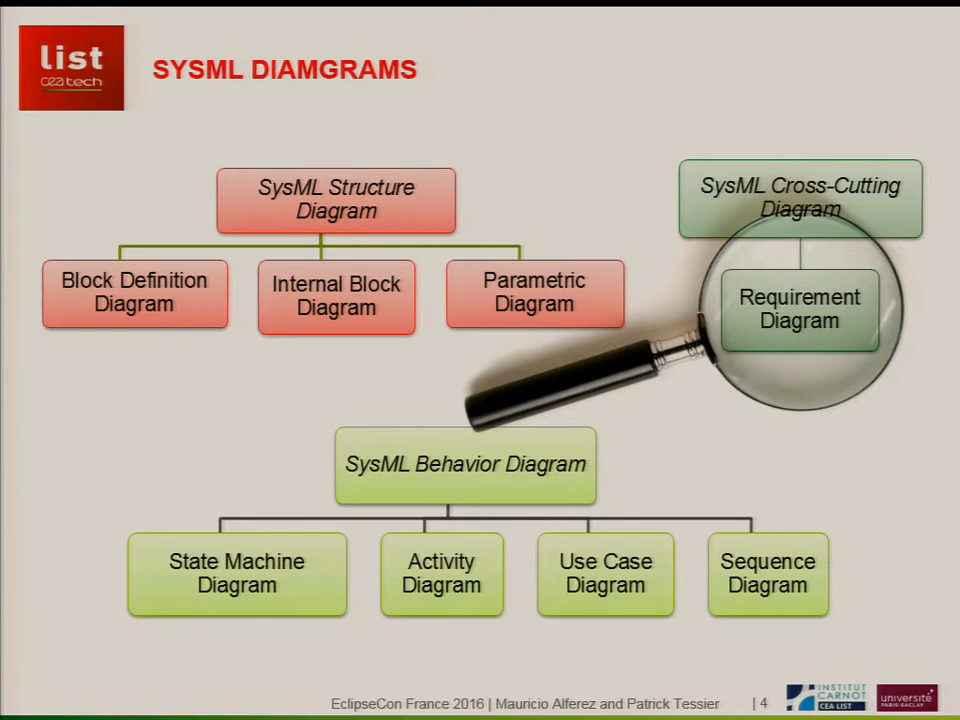 list
ceatech
SYSML DIAMGRAMS
SysML Structure
Diagram
SysML Cross-Cutting
Diagram
Block Definition
Diagram
Internal Block
Diagram
Parametric
Diagram
Requirement
Diagram
SysML Behavior Diagram
State Machine
Diagram
Activity
Diagram
Use Case
Diagram
Sequence
Diagram
EclipseCon France 2016 | Mauricio Alferez and Patrick Tessier | 4
INSTITUT
CARNOT
CEA LIST
université
PARIS-SACLAY